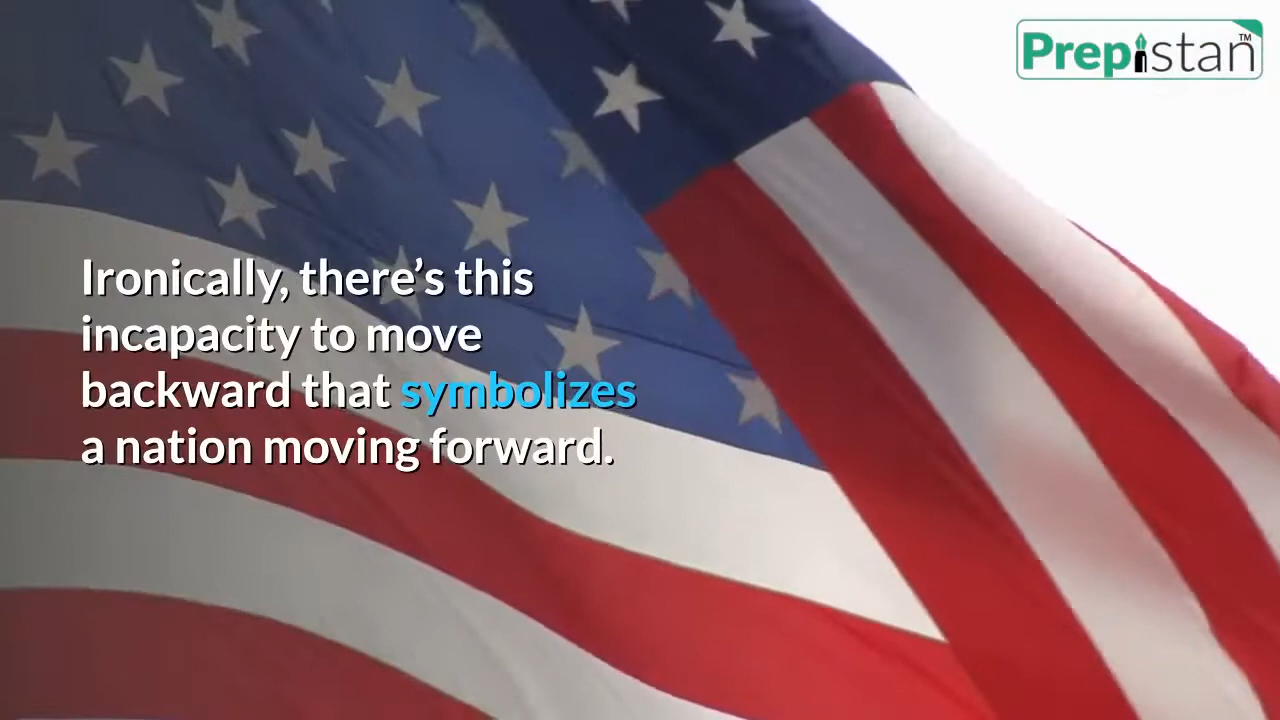 Prepistan™
Ironically, there's this
incapacity to move
backward that symbolizes
a nation moving forward.